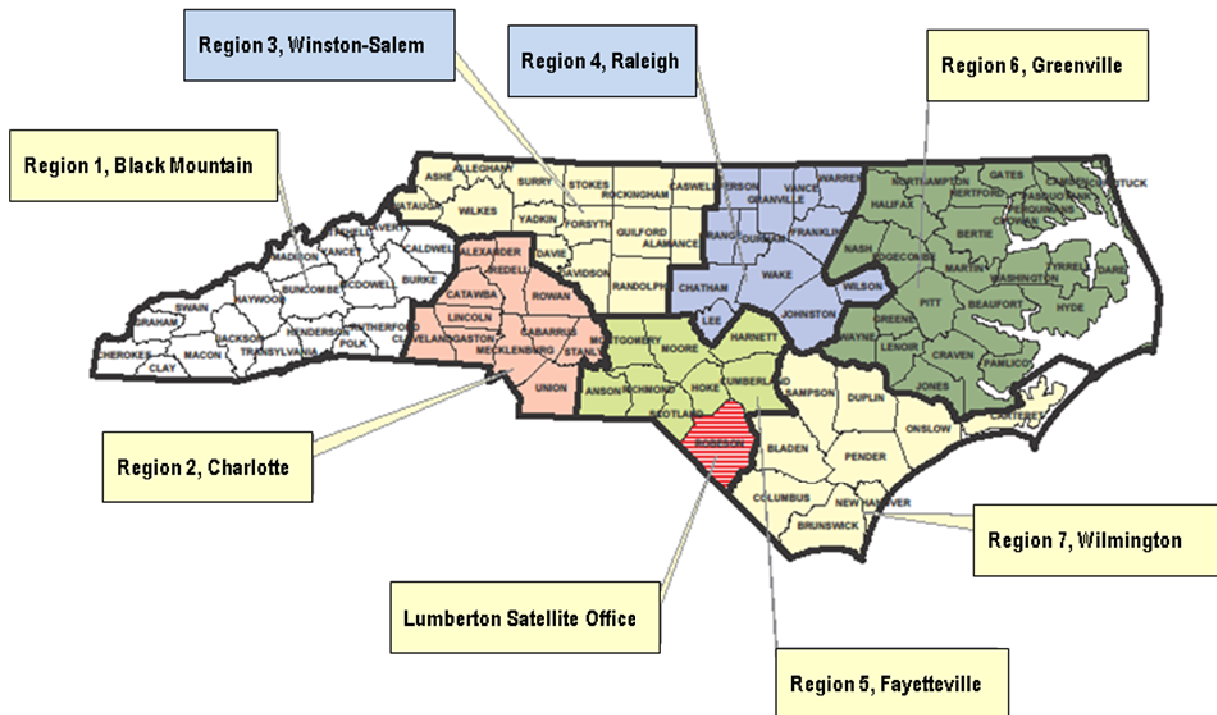 Region 3, Winston-Salem
Region 4, Raleigh
Region 6, Greenville
Region 1, Black Mountain
ASHE
ALLEGHANY
SURRY
STOKES
ROCKINGHAM
CASWELL
WILKES
YADKIN
FORSYTH
GUILFORD
ALAMANCE
DAVIE
DAVIDSON
RANDOLPH
VANCE
WARREN
GRANVILLE
DURHAM
FRANKLIN
CHATHAM
WAKE
WILSON
LEE
JOHNSTON
NORTHAMPTON
GATES
HERTFORD
HALIFAX
PERQUIMANS
CHOWAN
BERTIE
NASH
EDGECOMBE
MARTIN
WASHINGTON
TYRRELL
DARE
PITT
BEAUFORT
HYDE
GREENE
WAYNE
LENOIR
CRAVEN
PAMLICO
JONES
MADISON
YANCEY
AVERY
CALDWELL
BURKE
BUNCOMBE
MCDOWELL
HAYWOOD
SWAIN
GRAHAM
JACKSON
HENDERSON
RUTHERFORD
POLK
CHEROKEE
MACON
TRANSYLVANIA
CLAY
ALEXANDER
IREDELL
CATAWBA
ROWAN
LINCOLN
CABARRUS
CLEVELAND
GASTON
MECKLENBURG
STANLY
UNION
MONTGOMERY
MOORE
HARNETT
ANSON
RICHMOND
HOKE
CUMBERLAND
SCOTLAND
ROBESON
SAMPSON
DUPLIN
ONSLOW
CARTERET
BLADEN
PENDER
COLUMBUS
NEW HANOVER
BRUNSWICK
Region 2, Charlotte
Region 7, Wilmington
Lumberton Satellite Office
Region 5, Fayetteville